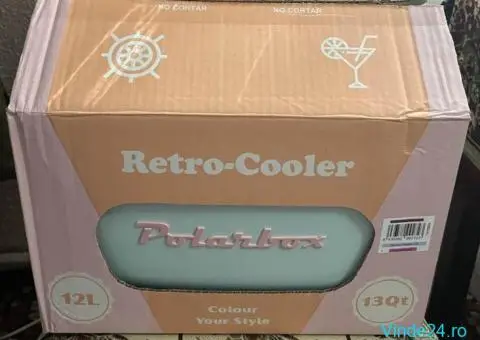 NO CORTAR
NO CORTAR
Retro-Cooler
Polarbox
12L
13Qt
Colour
Your Style
Vinde24.ro